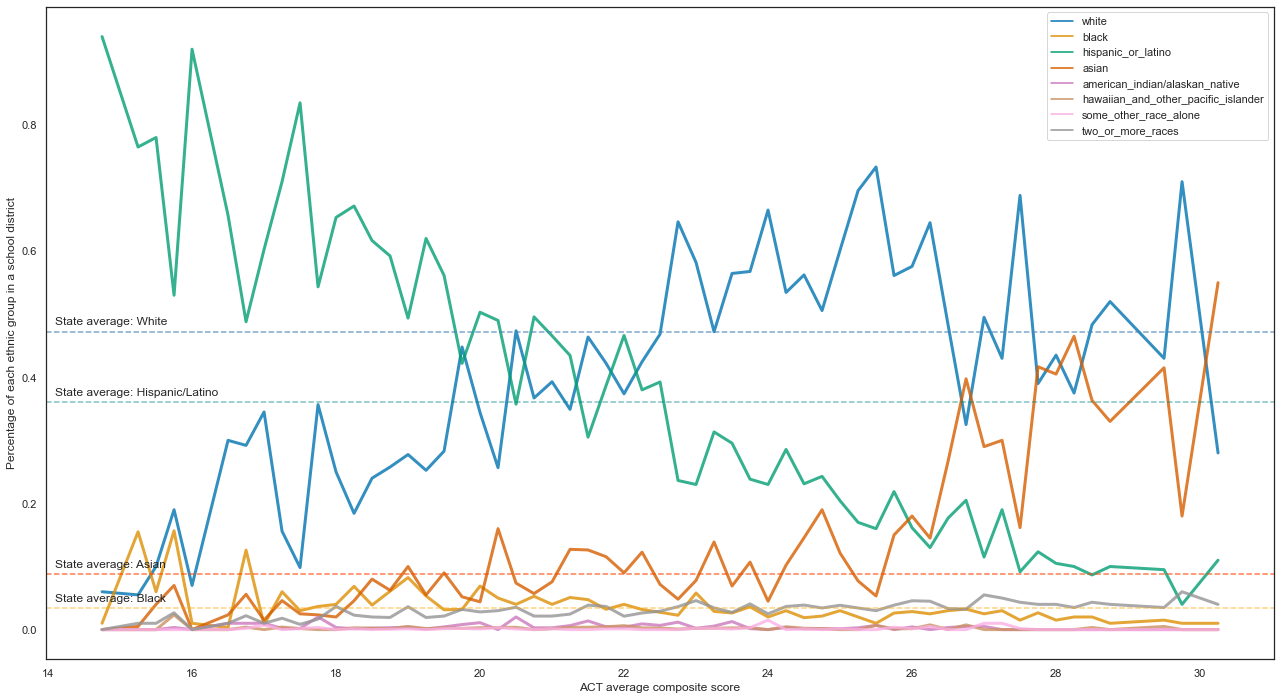 white
black
hispanic_or_latino
asian
american_indian/alaskan_native
hawaiian_and_other_pacific_islander
some_other_race_alone
two_or_more_races
Percentage of each ethnic group in a school district
0.8
0.6
0.4
0.2
0.0
State average: White
State average: Hispanic/Latino
State average: Asian
State average: Black
14 16 18 20 22 24 26 28 30
ACT average composite score